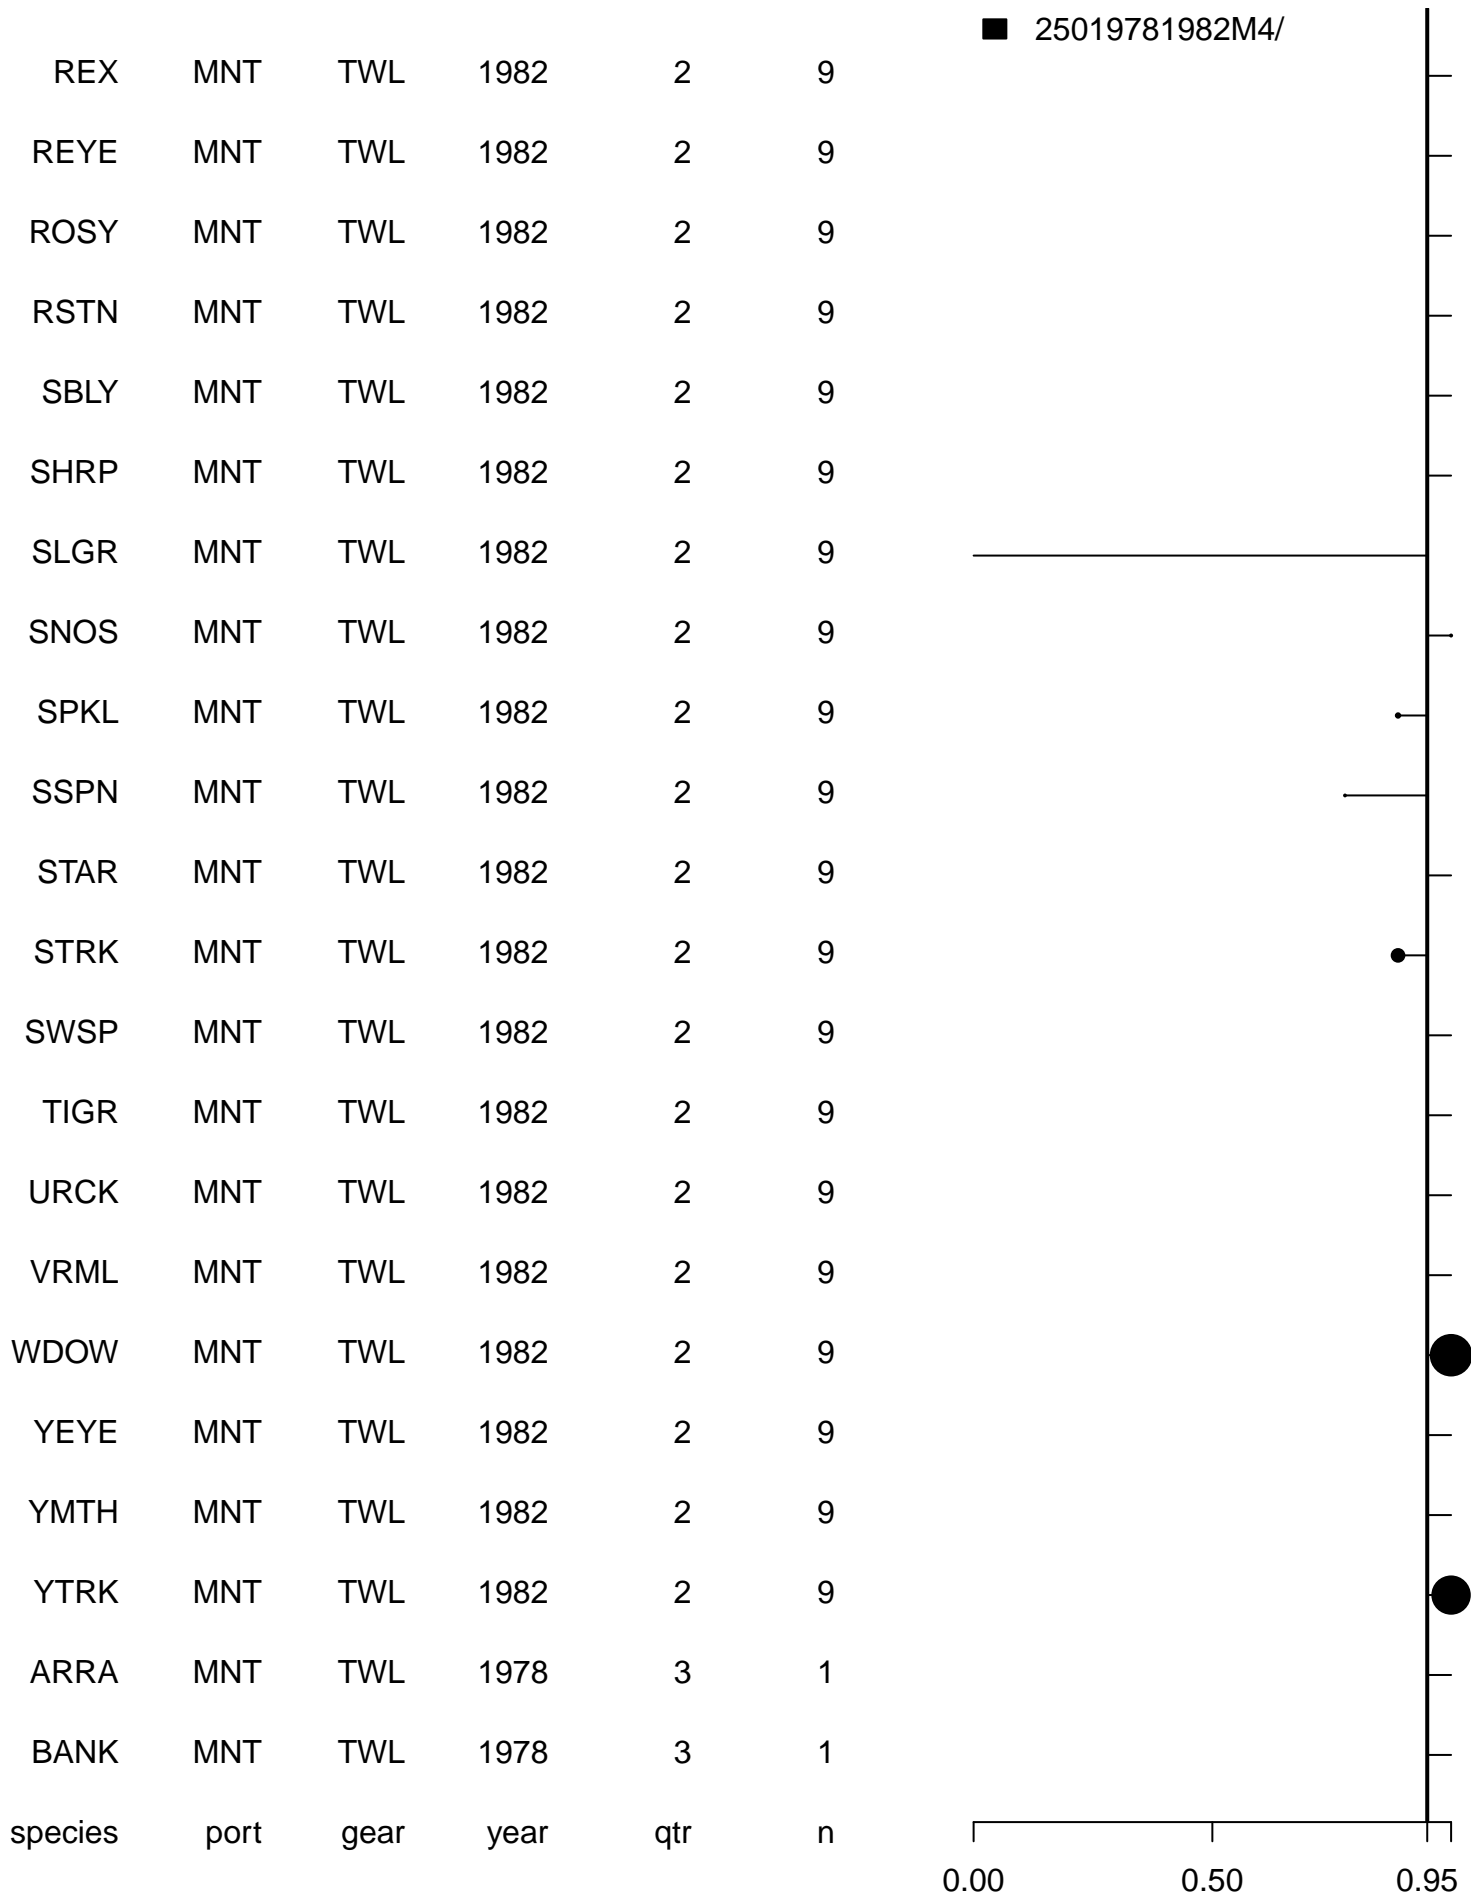 25019781982M4/
REX MNT TWL 1982 2 9
REYE MNT TWL 1982 2 9
ROSY MNT TWL 1982 2 9
RSTN MNT TWL 1982 2 9
SBLY MNT TWL 1982 2 9
SHRP MNT TWL 1982 2 9
SLGR MNT TWL 1982 2 9
SNOS MNT TWL 1982 2 9
SPKL MNT TWL 1982 2 9
SSPN MNT TWL 1982 2 9
STAR MNT TWL 1982 2 9
STRK MNT TWL 1982 2 9
SWSP MNT TWL 1982 2 9
TIGR MNT TWL 1982 2 9
URCK MNT TWL 1982 2 9
VRML MNT TWL 1982 2 9
WDOW MNT TWL 1982 2 9
YEYE MNT TWL 1982 2 9
YMTH MNT TWL 1982 2 9
YTRK MNT TWL 1982 2 9
ARRA MNT TWL 1978 3 1
BANK MNT TWL 1978 3 1
species port gear year qtr n
0.00 0.50 0.95